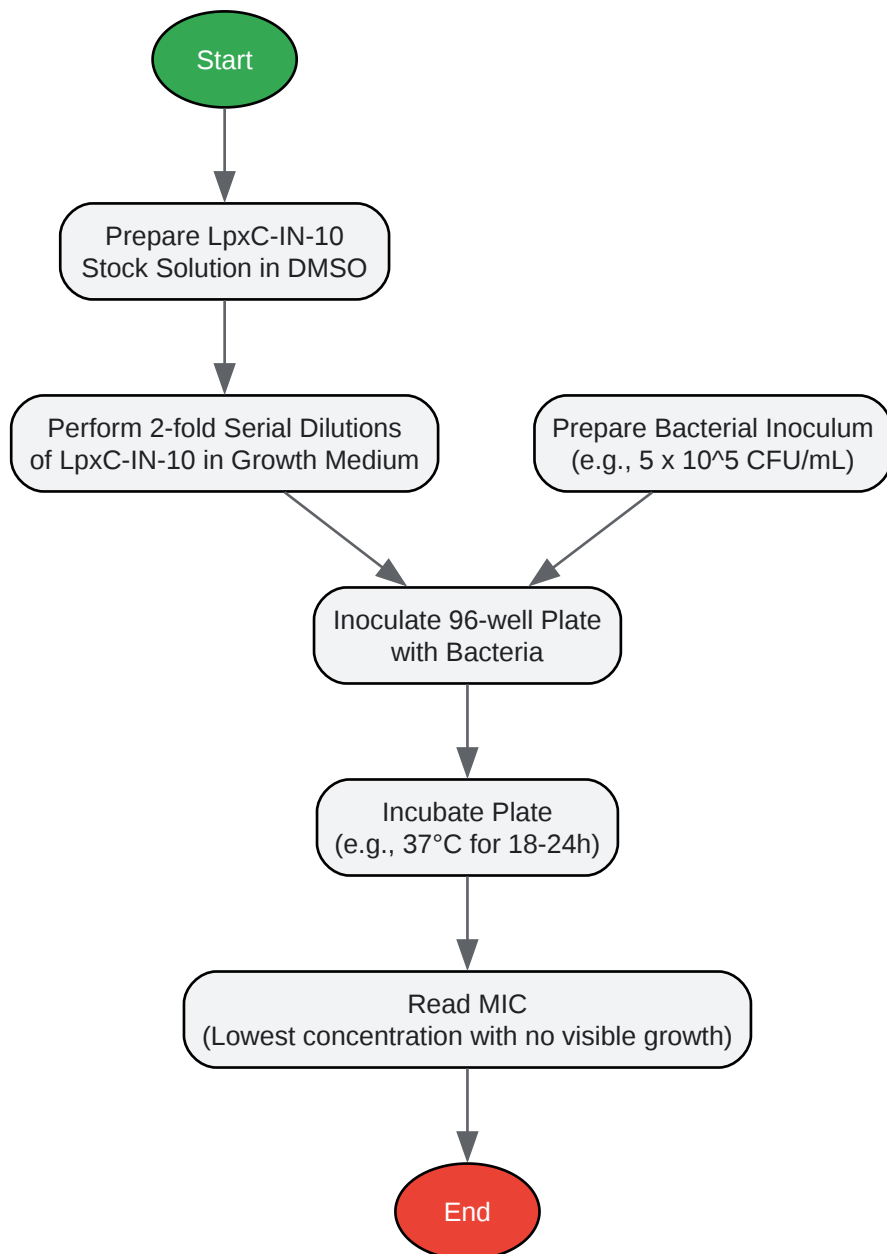 Start
Prepare LpxC-IN-10
Stock Solution in DMSO
Perform 2-fold Serial Dilutions
of LpxC-IN-10 in Growth Medium
Prepare Bacterial Inoculum
(e.g., 5 x 10^5 CFU/mL)
Inoculate 96-well Plate
with Bacteria
Incubate Plate
(e.g., 37°C for 18-24h)
Read MIC
(Lowest concentration with no visible growth)
End